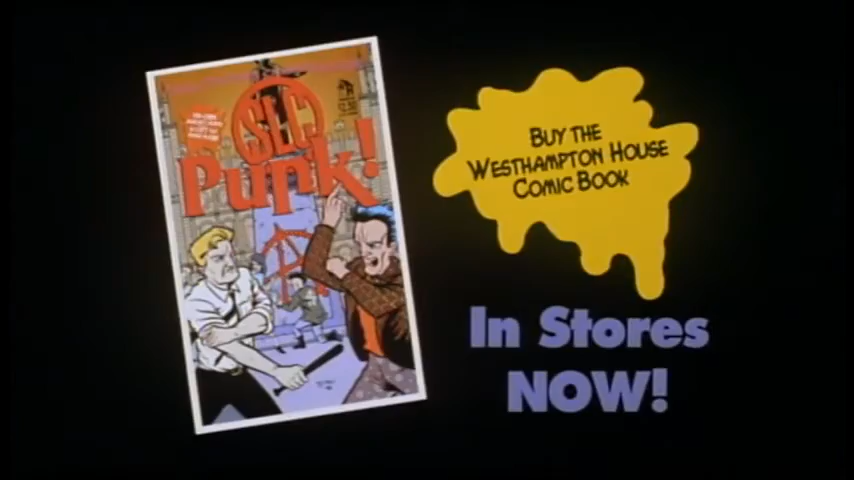 SLC
Punk!
BUY THE
WESTHAMPTON HOUSE
COMIC BOOK
In Stores
NOW!